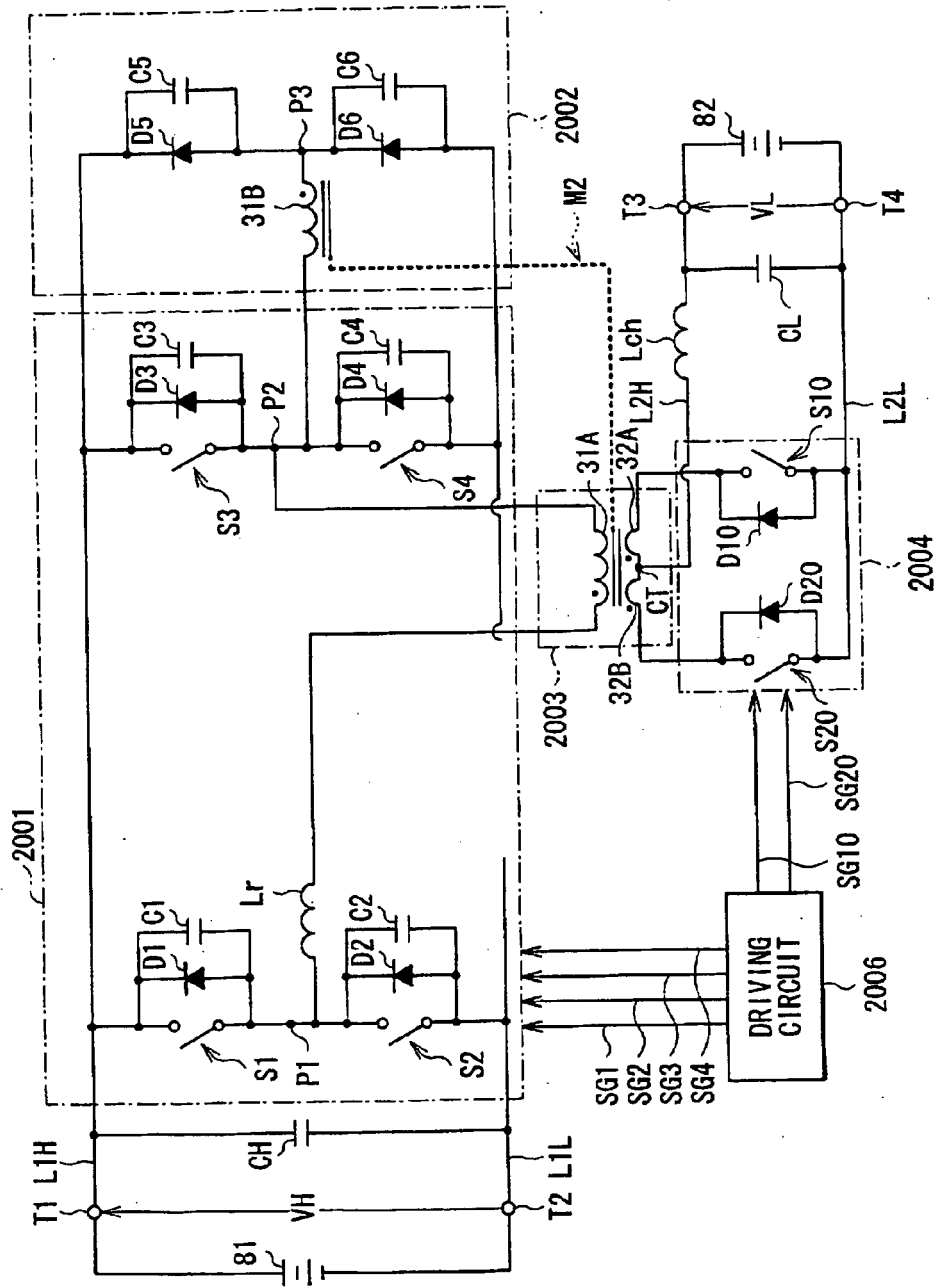 2001
2002
T1
L1H
S1
D1
C1
Lr
S3
D3
C3
P2
D5
C5
31B
P3
81
VH
CH
P1
S2
D2
C2
S4
D4
C4
D6
C6
T2
L1L
M2
2003
31A
32A
32B
CT
L2H
Lch
T3
82
VL
CL
T4
SG1
SG2
SG3
SG4
DRIVING
CIRCUIT
2006
SG10
SG20
S20
D20
D10
S10
L2L
2004